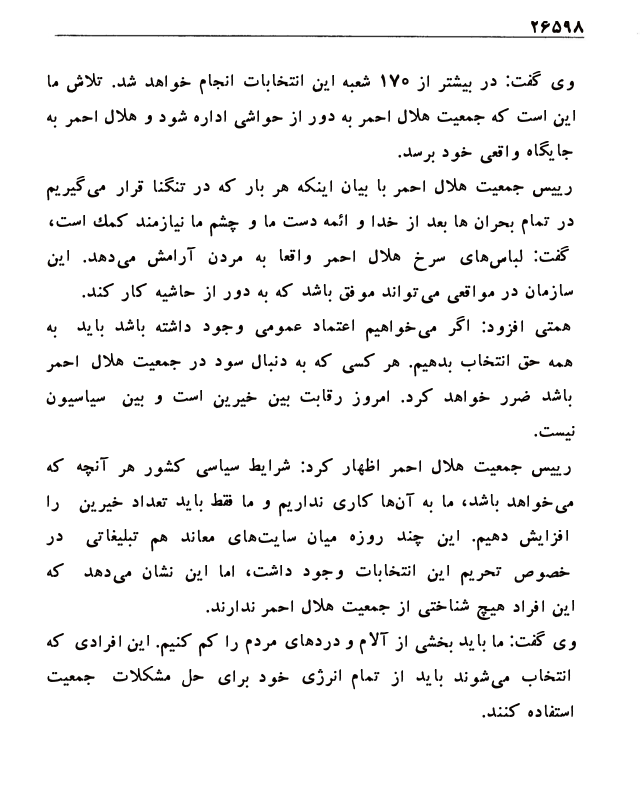 ۲۶۵۹۸
وی گفت: در بیشتر از ۱۷۰ شعبه این انتخابات انجام خواهد شد. تلاش ما
این است که جمعیت هلال احمر به دور از حواشی اداره شود و هلال احمر به
جایگاه واقعی خود برسد.
رییس جمعیت هلال احمر با بیان اینکه هر بار که در تنگنا قرار می‌گیریم
در تمام بحران ها بعد از خدا و ائمه دست ما و چشم ما نیازمند کمك است،
گفت: لباس‌های سرخ هلال احمر واقعا به مردن آرامش می‌دهد. این
سازمان در مواقعی می‌تواند موفق باشد که به دور از حاشیه کار کند.
همتی افزود: اگر می‌خواهیم اعتماد عمومی وجود داشته باشد باید به
همه حق انتخاب بدهیم. هر کسی که به دنبال سود در جمعیت هلال احمر
باشد ضرر خواهد کرد. امروز رقابت بین خیرین است و بین سیاسیون
نیست.
رییس جمعیت هلال احمر اظهار کرد: شرایط سیاسی کشور هر آنچه که
می‌خواهد باشد، ما به آن‌ها کاری نداریم و ما فقط باید تعداد خیرین را
افزایش دهیم. این چند روزه میان سایت‌های معاند هم تبلیغاتی در
خصوص تحریم این انتخابات وجود داشت، اما این نشان می‌دهد که
این افراد هیچ شناختی از جمعیت هلال احمر ندارند.
وی گفت: ما باید بخشی از آلام و دردهای مردم را کم کنیم. این افرادی که
انتخاب می‌شوند باید از تمام انرژی خود برای حل مشکلات جمعیت
استفاده کنند.